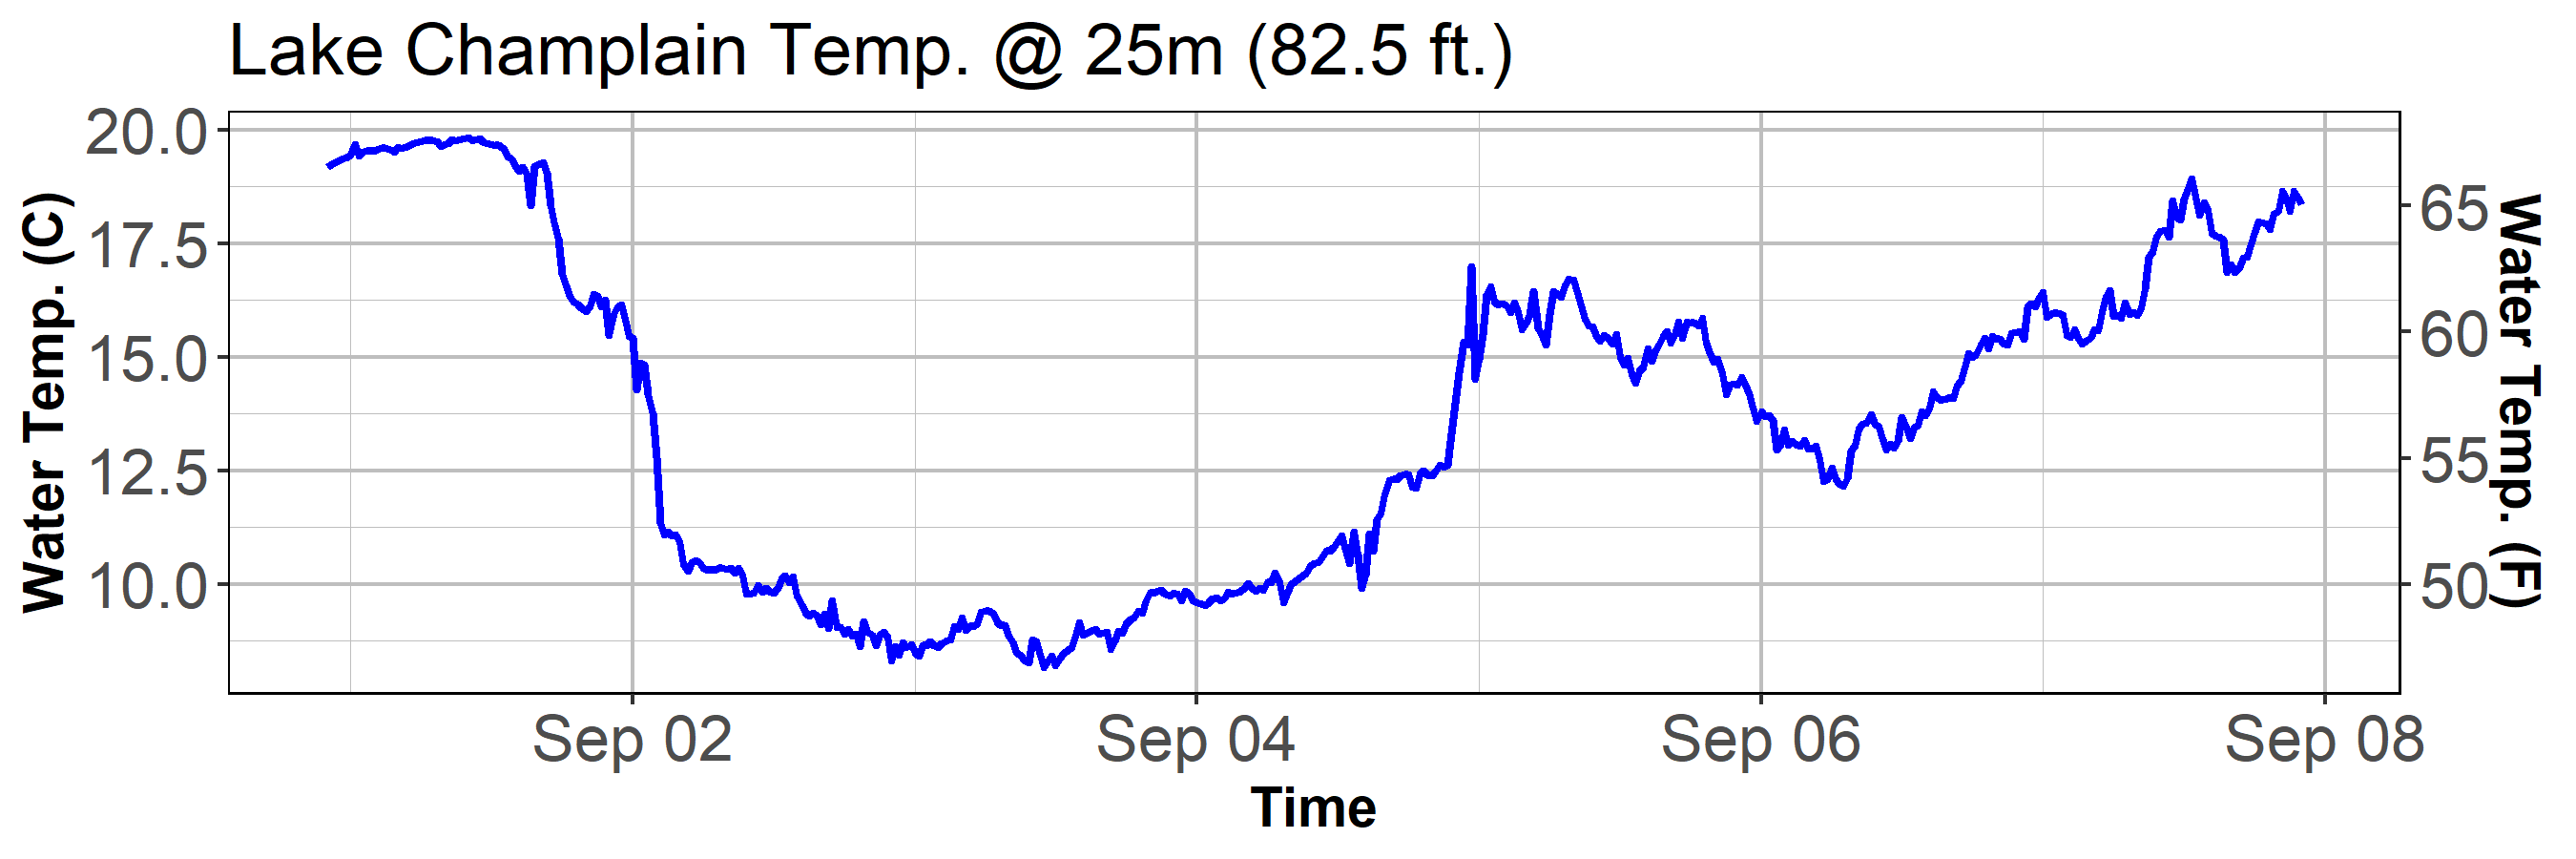 Lake Champlain Temp. @ 25m (82.5 ft.)
Water Temp. (C)
20.0
17.5
15.0
12.5
10.0
65
60
55
50
Water Temp. (F)
Sep 02 Sep 04 Sep 06 Sep 08
Time